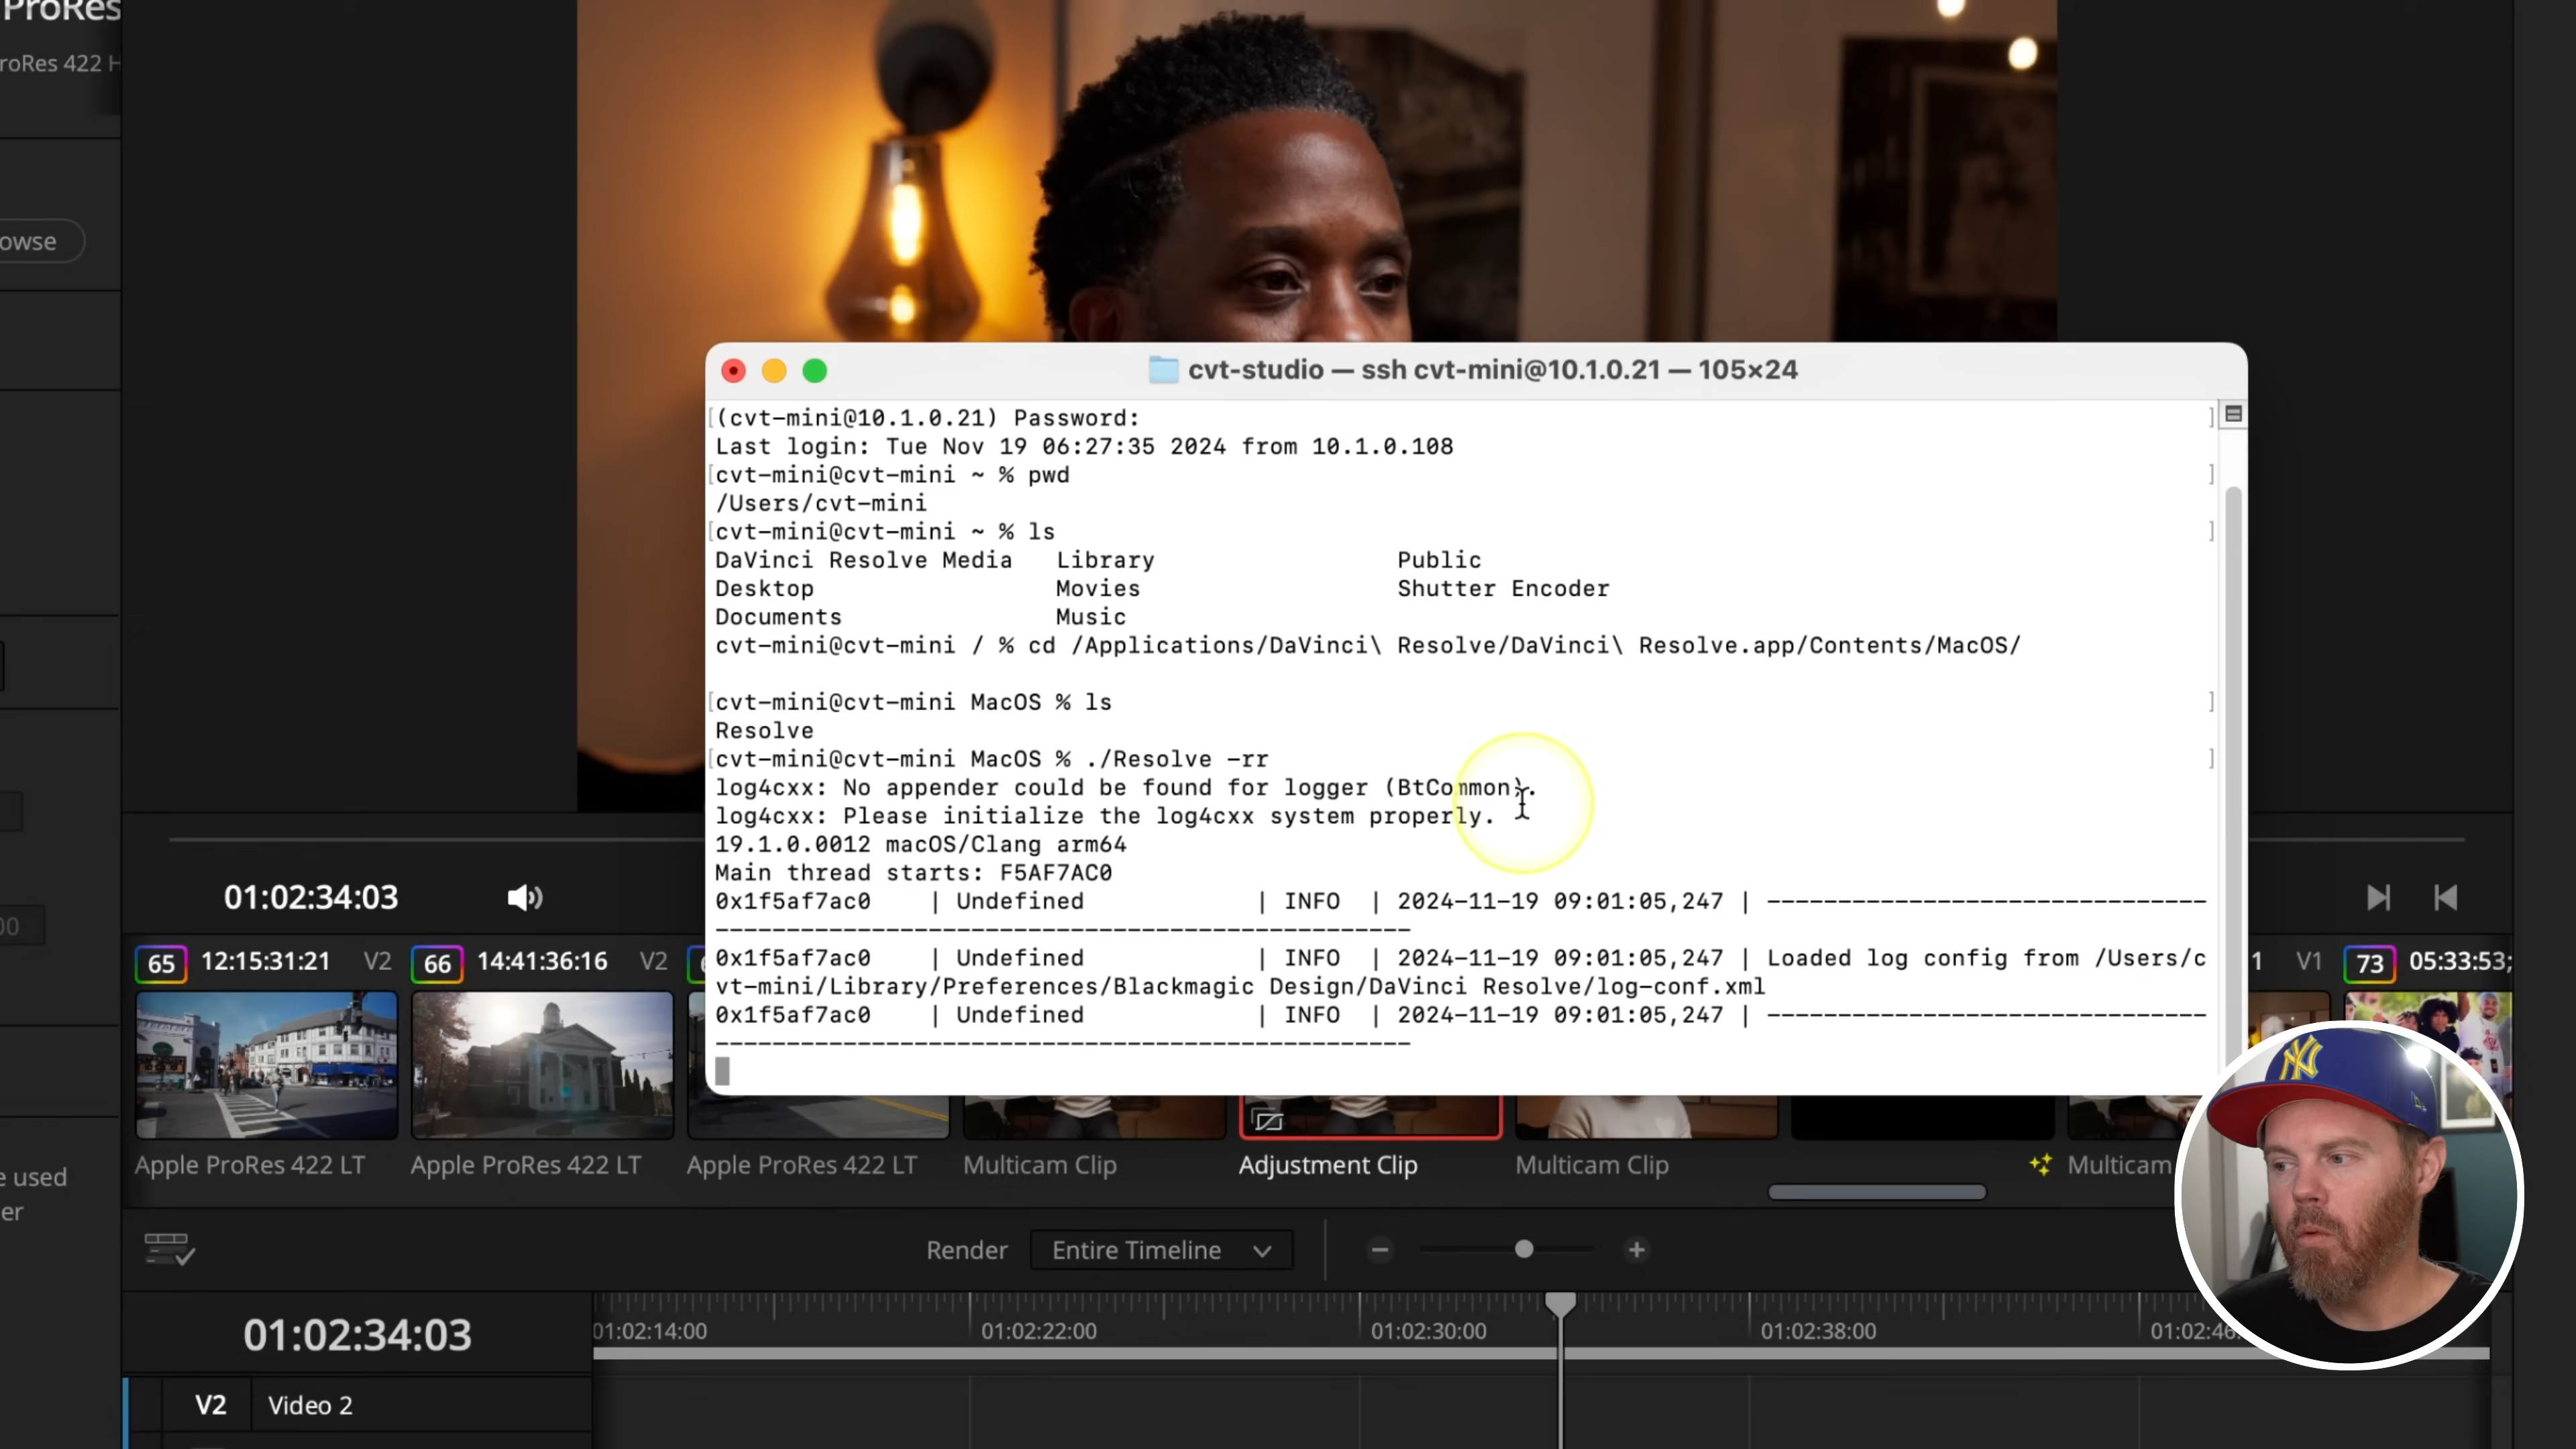 ProRes
roRes 422 H
owse
00
e used
er
cvt-studio — ssh cvt-mini@10.1.0.21 — 105×24
[(cvt-mini@10.1.0.21) Password: ]
Last login: Tue Nov 19 06:27:35 2024 from 10.1.0.108
[cvt-mini@cvt-mini ~ % pwd ]
/Users/cvt-mini
[cvt-mini@cvt-mini ~ % ls ]
DaVinci Resolve Media Library Public
Desktop Movies Shutter Encoder
Documents Music
cvt-mini@cvt-mini / % cd /Applications/DaVinci\ Resolve/DaVinci\ Resolve.app/Contents/MacOS/
[cvt-mini@cvt-mini MacOS % ls ]
Resolve
[cvt-mini@cvt-mini MacOS % ./Resolve -rr ]
log4cxx: No appender could be found for logger (BtCommon).
log4cxx: Please initialize the log4cxx system properly.
19.1.0.0012 macOS/Clang arm64
Main thread starts: F5AF7AC0
0x1f5af7ac0 | Undefined | INFO | 2024-11-19 09:01:05,247 | -------------------------------
-------------------------------------------------
0x1f5af7ac0 | Undefined | INFO | 2024-11-19 09:01:05,247 | Loaded log config from /Users/c
vt-mini/Library/Preferences/Blackmagic Design/DaVinci Resolve/log-conf.xml
0x1f5af7ac0 | Undefined | INFO | 2024-11-19 09:01:05,247 | -------------------------------
-------------------------------------------------
01:02:34:03
65 12:15:31:21 V2 66 14:41:36:16 V2 1 V1 73 05:33:53;
NY
Apple ProRes 422 LT Apple ProRes 422 LT Apple ProRes 422 LT Multicam Clip Adjustment Clip Multicam Clip Multicam
Render Entire Timeline
01:02:34:03
01:02:14:00 01:02:22:00 01:02:30:00 01:02:38:00 01:02:46:
V2 Video 2